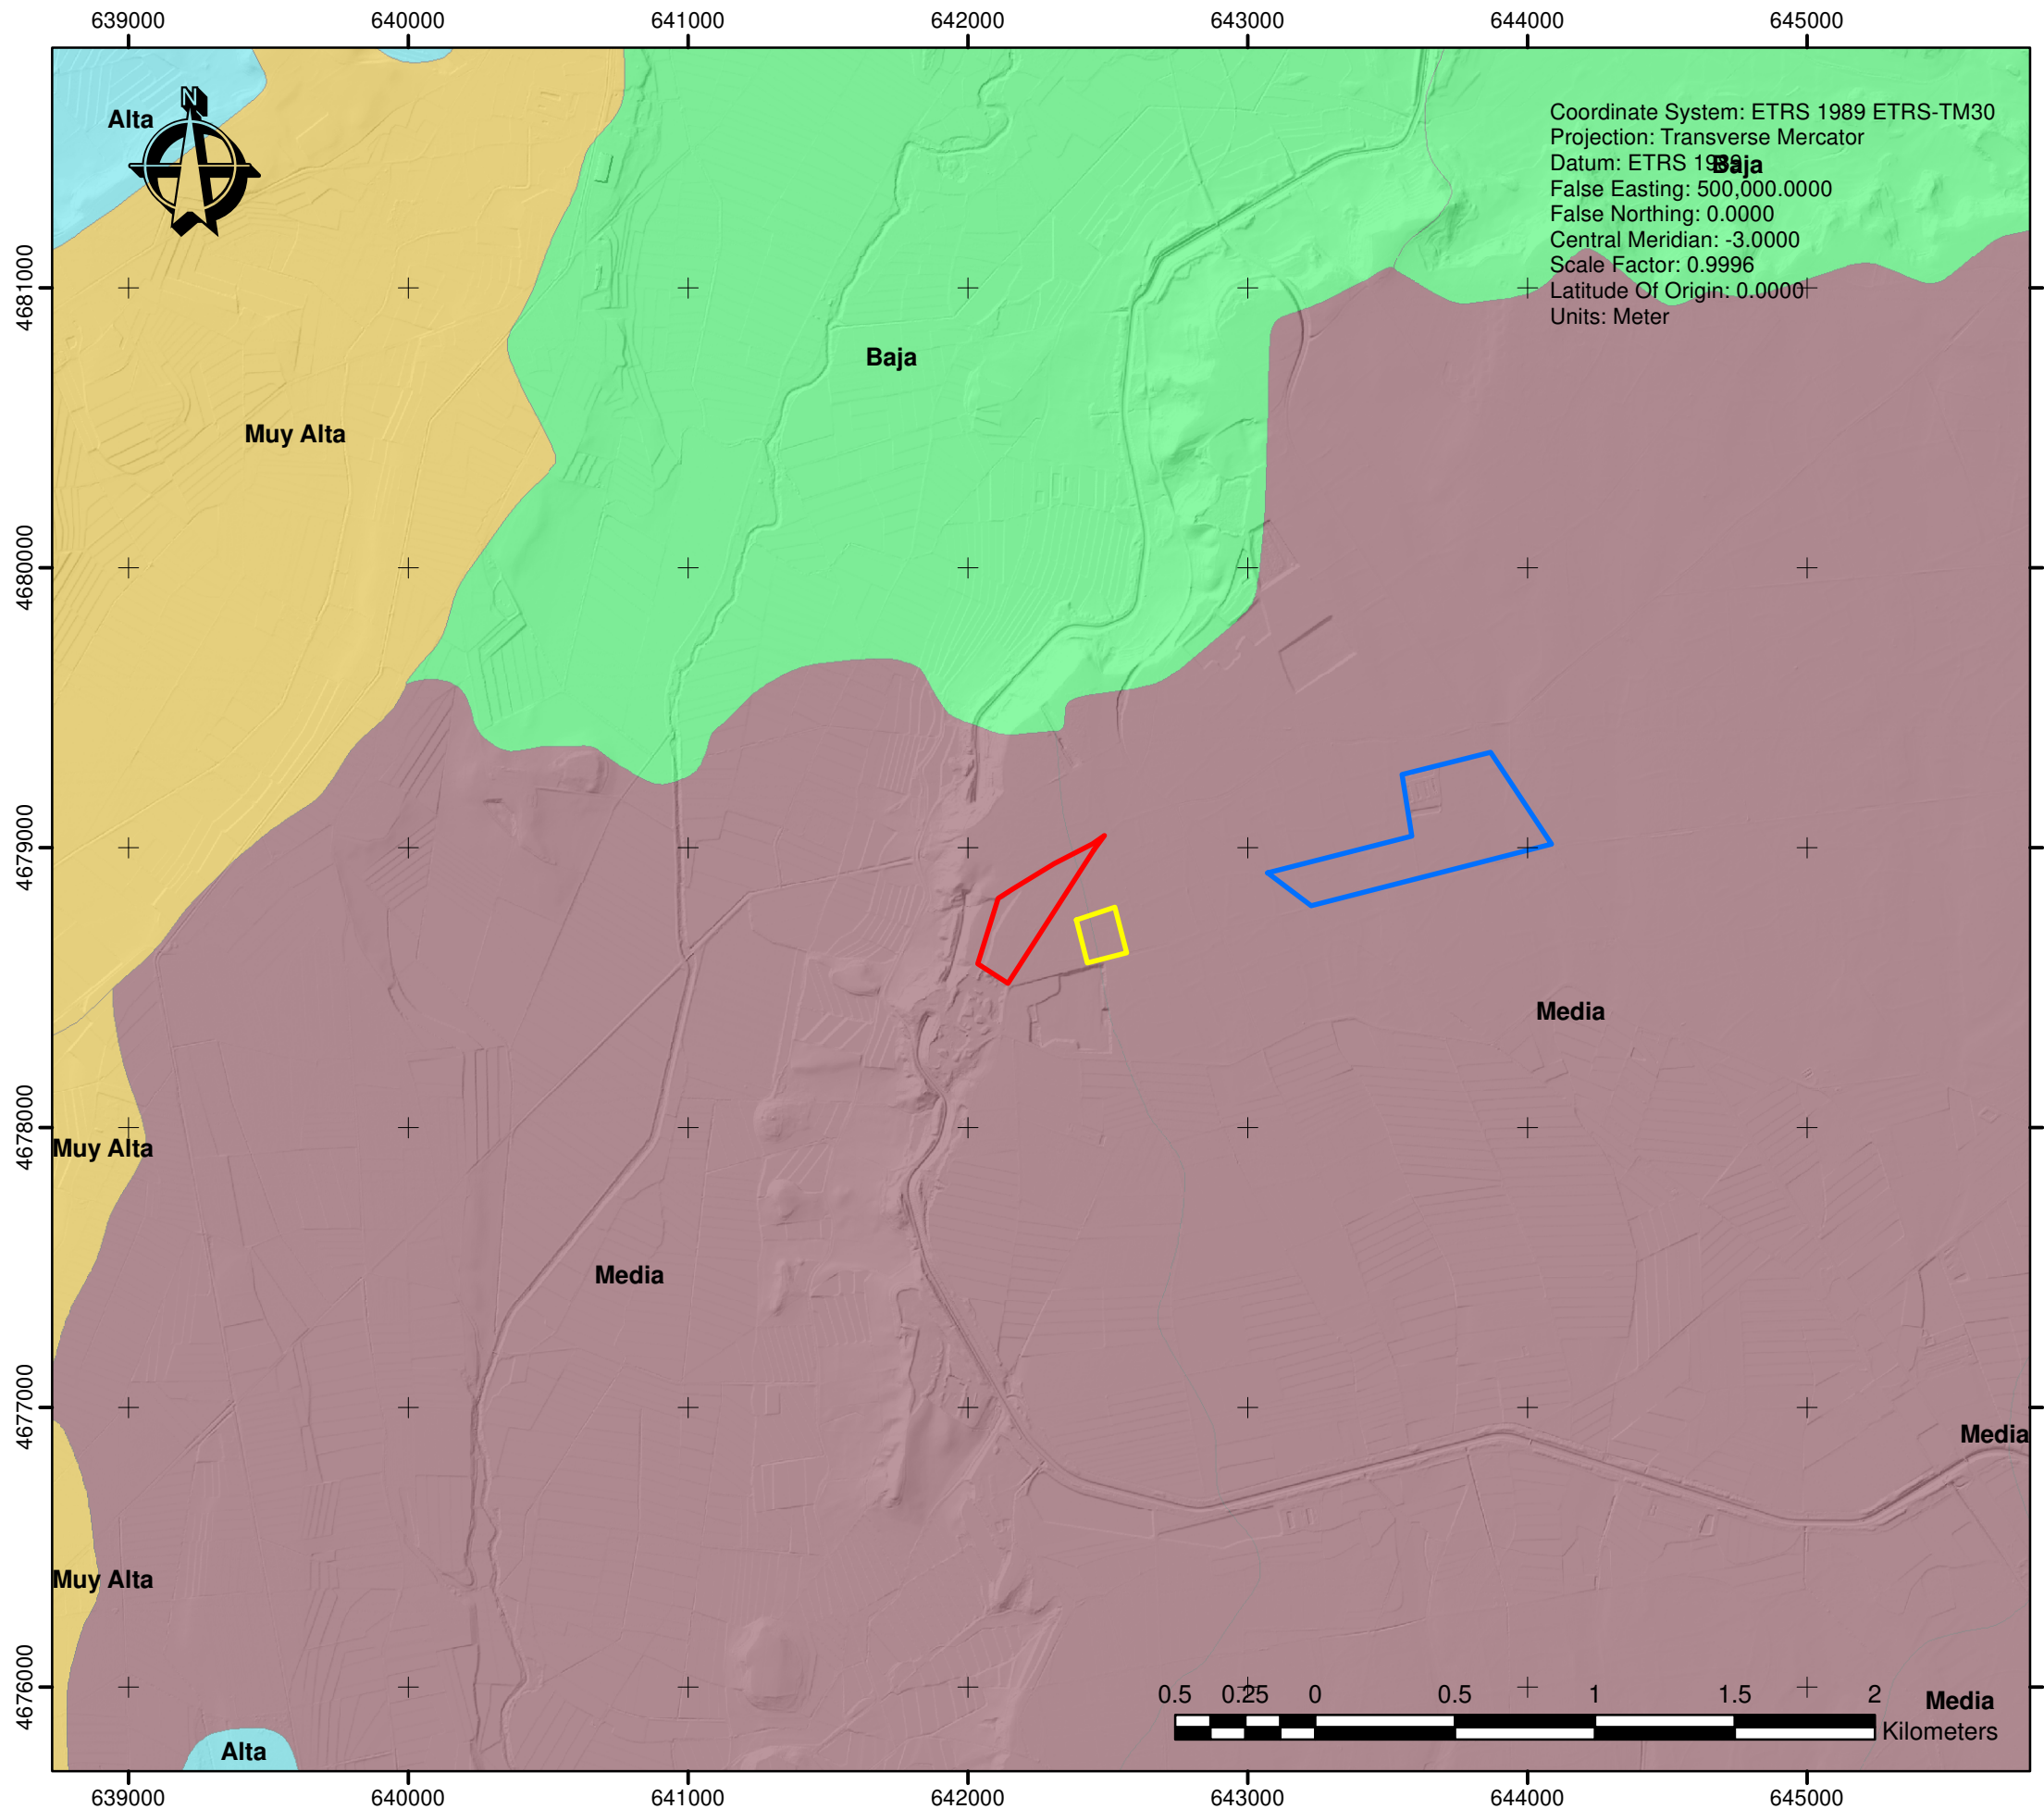 639000 640000 641000 642000 643000 644000 645000
N
Alta
Coordinate System: ETRS 1989 ETRS-TM30
Projection: Transverse Mercator
Datum: ETRS 1989
Baja
False Easting: 500,000.0000
False Northing: 0.0000
Central Meridian: -3.0000
Scale Factor: 0.9996
Latitude Of Origin: 0.0000
Units: Meter
4681000
Baja
Muy Alta
4680000
4679000
Media
4678000
Muy Alta
Media
4677000
Media
Muy Alta
4676000
0.5 0.25 0 0.5 1 1.5 2
Media
Kilometers
Alta
639000 640000 641000 642000 643000 644000 645000